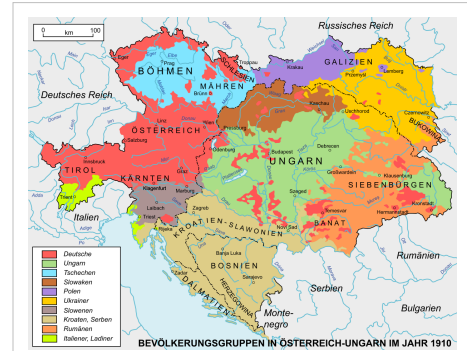 0 km 100
Russisches Reich
Deutsches Reich
BÖHMEN
Eger
Prag
Troppau
SCHLESIEN
MÄHREN
Brünn
Krakau
GALIZIEN
Przemyśl
Lemberg
Czernowitz
BUKOWINA
Kaschau
Uschhorod
Linz
Wien
Pressburg
Salzburg
ÖSTERREICH
Ödenburg
Budapest
Debrecen
UNGARN
Innsbruck
TIROL
Graz
KÄRNTEN
Klagenfurt
Marburg
Großwardein
Klausenburg
SIEBENBÜRGEN
Kronstadt
Hermannstadt
Szeged
Temeswar
BANAT
Trient
Italien
Laibach
Triest
Rijeka
Zagreb
KROATIEN-SLAWONIEN
Novi Sad
Banja Luka
BOSNIEN
Sarajevo
Zadar
HERZEGOWINA
DALMATIEN
Rumänien
Serbien
Monte-
negro
Bulgarien
Deutsche
Ungarn
Tschechen
Slowaken
Polen
Ukrainer
Slowenen
Kroaten, Serben
Rumänen
Italiener, Ladiner
BEVÖLKERUNGSGRUPPEN IN ÖSTERREICH-UNGARN IM JAHR 1910